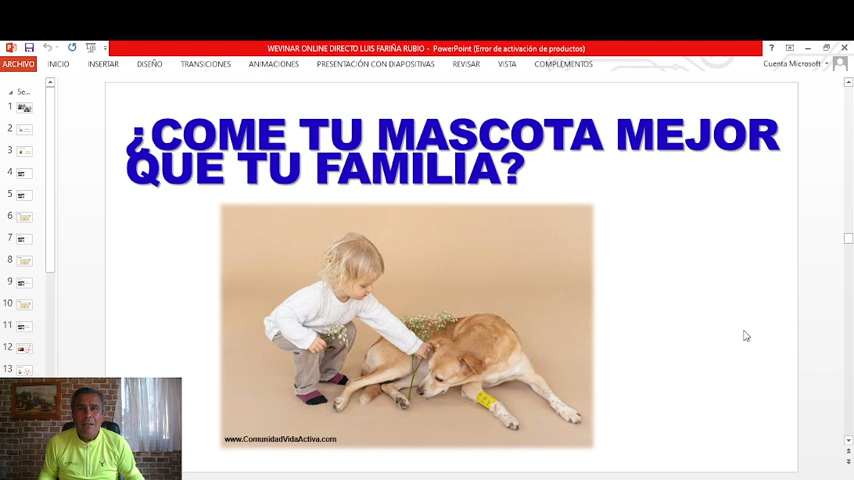 WEVINAR ONLINE DIRECTO LUIS FARIÑA RUBIO - PowerPoint (Error de activación de productos)
ARCHIVO INICIO INSERTAR DISEÑO TRANSICIONES ANIMACIONES PRESENTACIÓN CON DIAPOSITIVAS REVISAR VISTA COMPLEMENTOS Cuenta Microsoft
Se...
1
2
3
4
5
6
7
8
9
10
11
12
13
¿COME TU MASCOTA MEJOR
QUE TU FAMILIA?
www.ComunidadVidaActiva.com